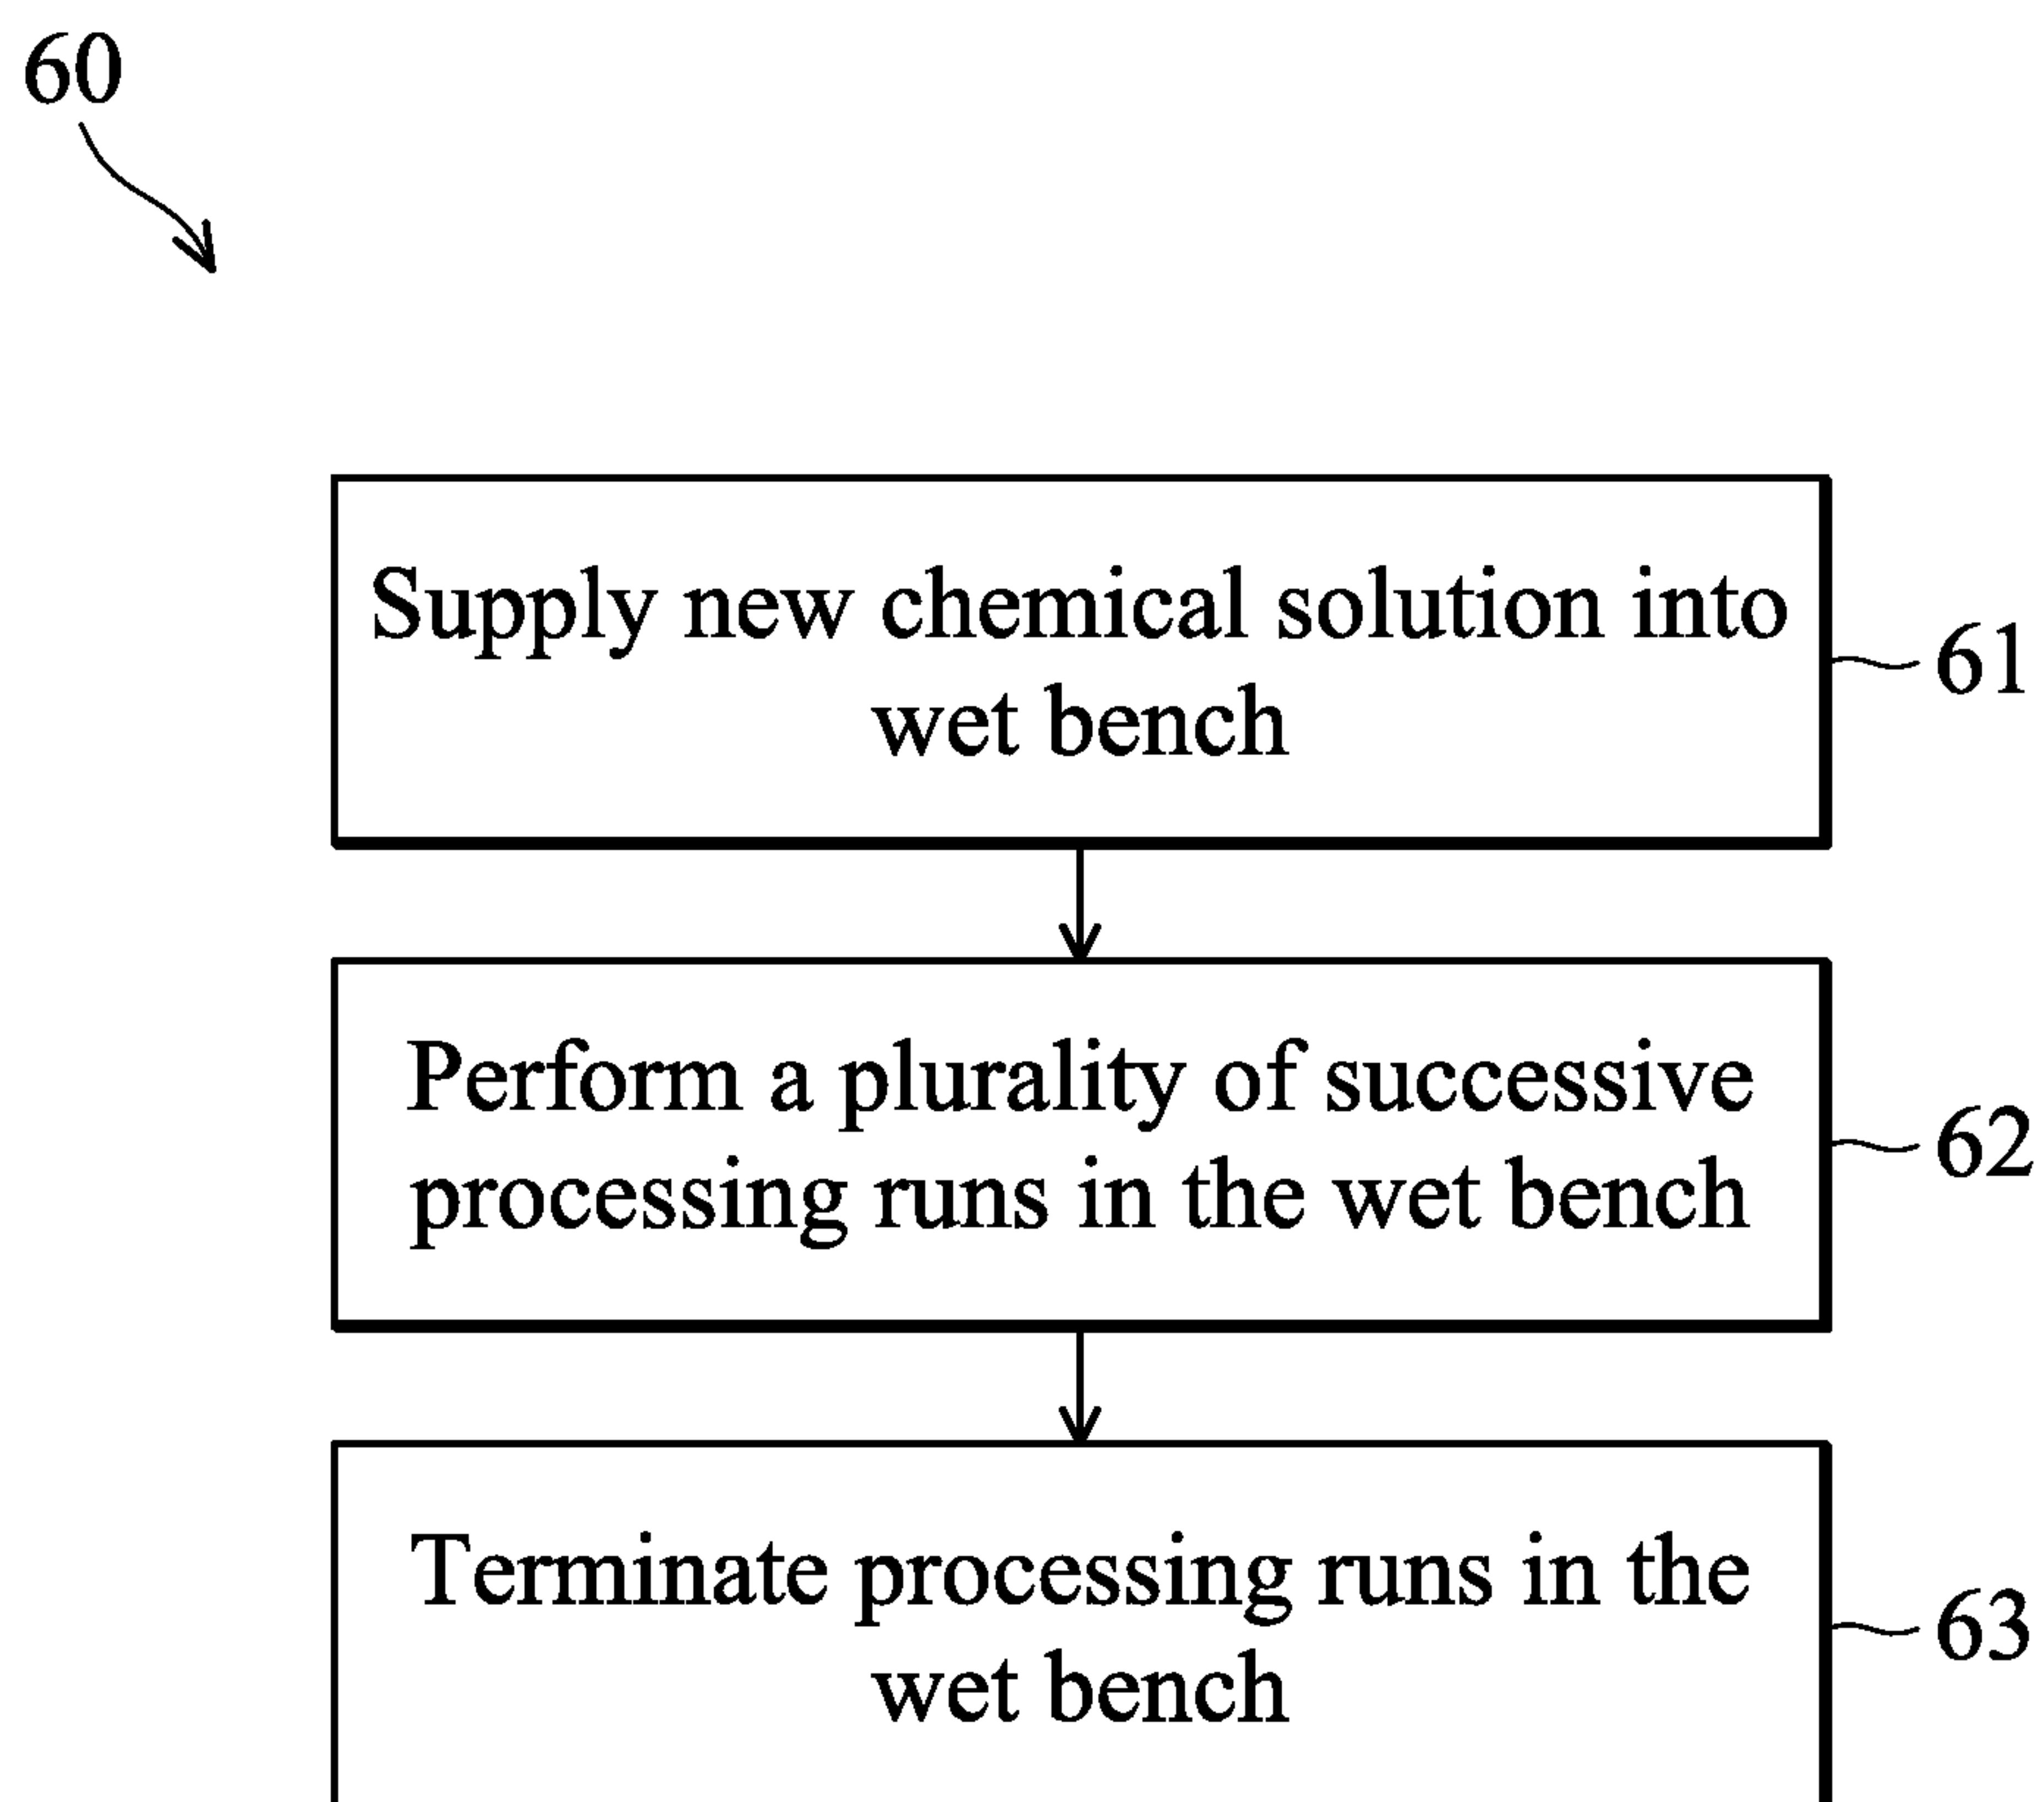 60
Supply new chemical solution into
wet bench
61
Perform a plurality of successive
processing runs in the wet bench
62
Terminate processing runs in the
wet bench
63